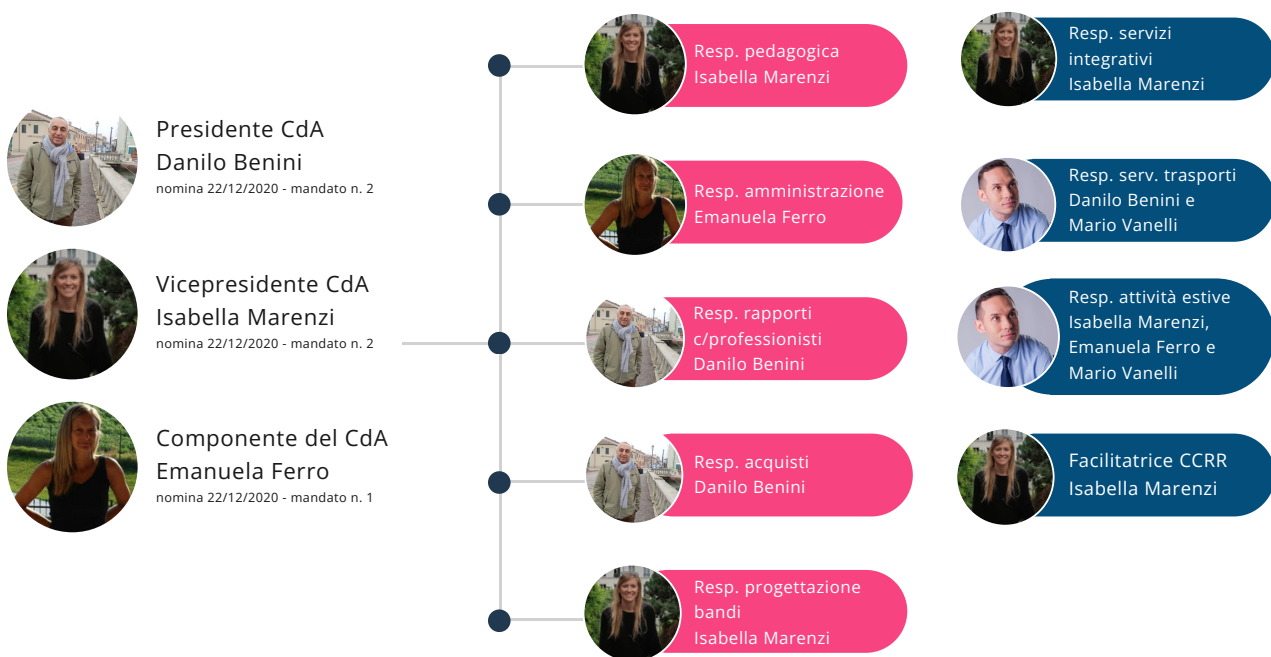 Presidente CdA
Danilo Benini
nomina 22/12/2020 - mandato n. 2
Vicepresidente CdA
Isabella Marenzi
nomina 22/12/2020 - mandato n. 2
Componente del CdA
Emanuela Ferro
nomina 22/12/2020 - mandato n. 1
Resp. pedagogica
Isabella Marenzi
Resp. amministrazione
Emanuela Ferro
Resp. rapporti
c/professionisti
Danilo Benini
Resp. acquisti
Danilo Benini
Resp. progettazione
bandi
Isabella Marenzi
Resp. servizi
integrativi
Isabella Marenzi
Resp. serv. trasporti
Danilo Benini e
Mario Vanelli
Resp. attività estive
Isabella Marenzi,
Emanuela Ferro e
Mario Vanelli
Facilitatrice CCRR
Isabella Marenzi